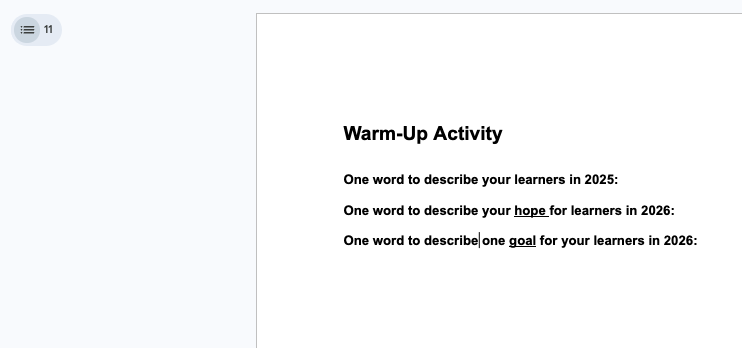 11
Warm-Up Activity
One word to describe your learners in 2025:
One word to describe your hope for learners in 2026:
One word to describe one goal for your learners in 2026: